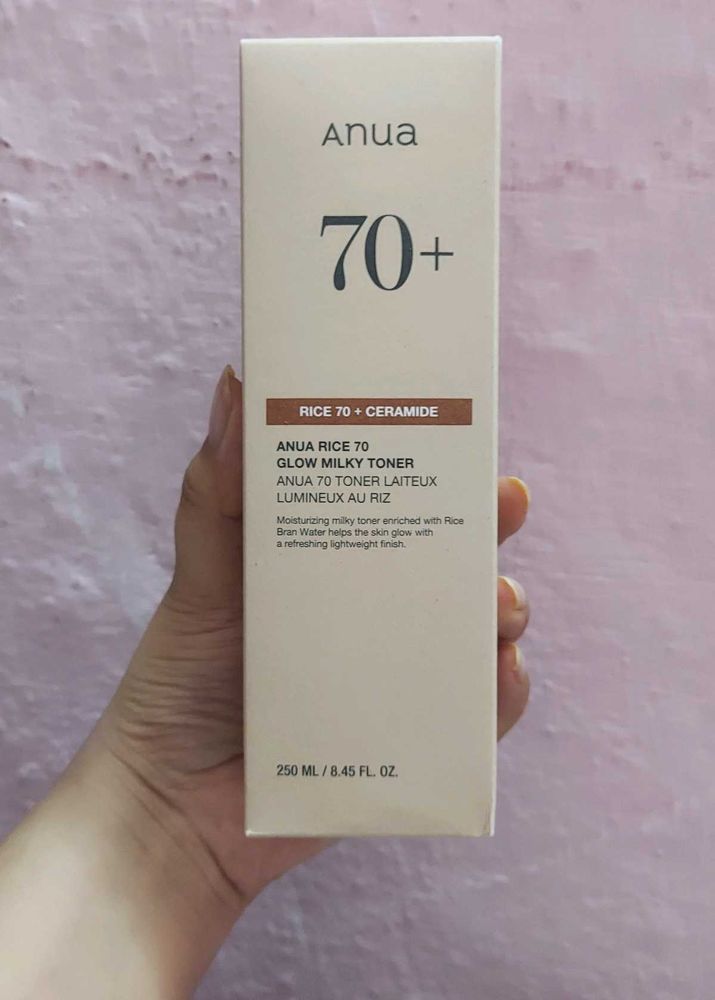 Anua
70+
RICE 70 + CERAMIDE
ANUA RICE 70
GLOW MILKY TONER
ANUA 70 TONER LAITEUX
LUMINEUX AU RIZ
Moisturizing milky toner enriched with Rice
Bran Water helps the skin glow with
a refreshing lightweight finish.
250 ML / 8.45 FL. OZ.